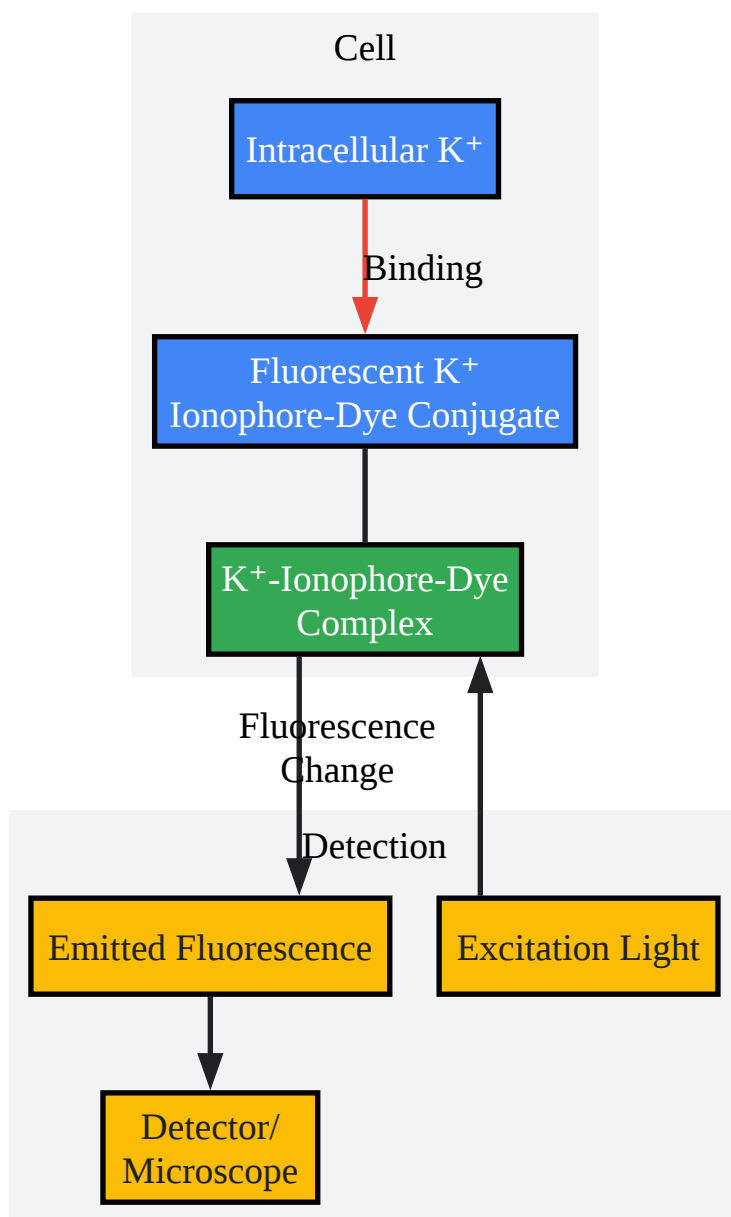 Cell
Intracellular K⁺
Binding
Fluorescent K⁺
Ionophore-Dye Conjugate
K⁺-Ionophore-Dye
Complex
Fluorescence
Change
Detection
Emitted Fluorescence
Excitation Light
Detector/
Microscope